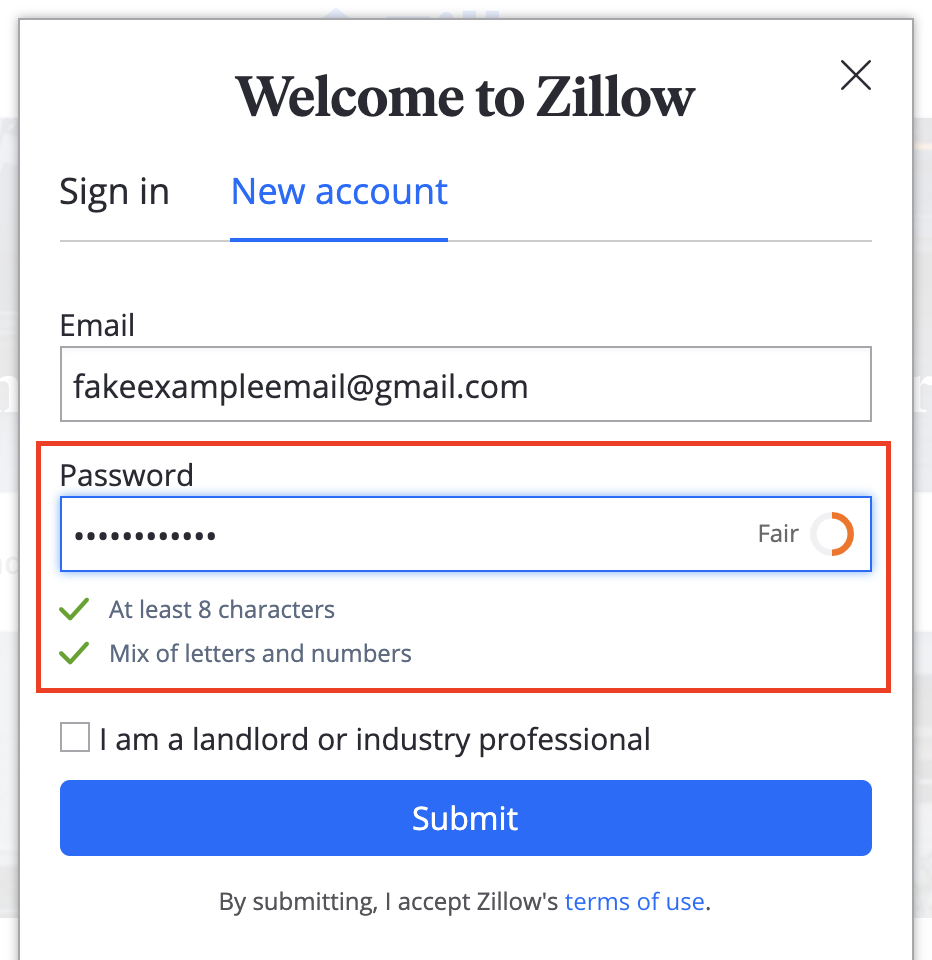 Welcome to Zillow
Sign in New account
Email
fakeexampleemail@gmail.com
Password
•••••••••••• Fair
At least 8 characters
Mix of letters and numbers
I am a landlord or industry professional
Submit
By submitting, I accept Zillow's terms of use.